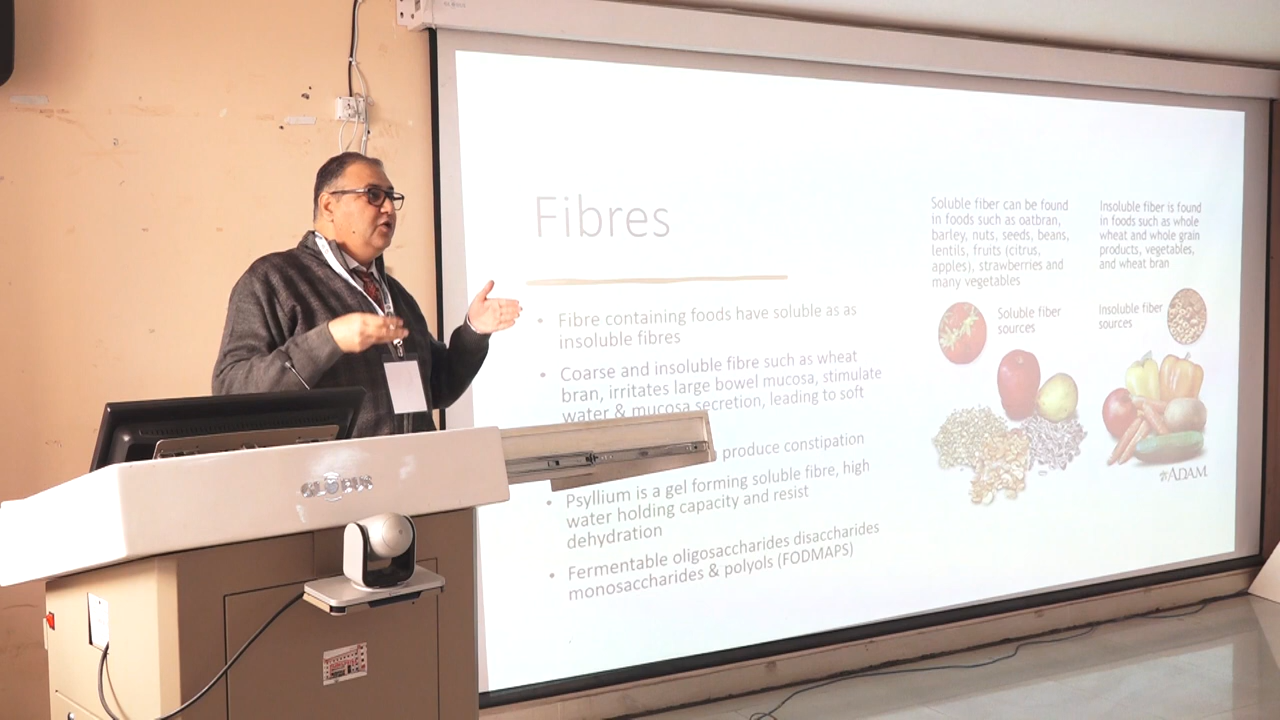 Fibres
• Fibre containing foods have soluble as as
insoluble fibres
• Coarse and insoluble fibre such as wheat
bran, irritates large bowel mucosa, stimulate
water & mucosa secretion, leading to soft
produce constipation
• Psyllium is a gel forming soluble fibre, high
water holding capacity and resist
dehydration
• Fermentable oligosaccharides disaccharides
monosaccharides & polyols (FODMAPS)
Soluble fiber can be found
in foods such as oatbran,
barley, nuts, seeds, beans,
lentils, fruits (citrus,
apples), strawberries and
many vegetables
Insoluble fiber is found
in foods such as whole
wheat and whole grain
products, vegetables,
and wheat bran
Soluble fiber
sources
Insoluble fiber
sources
ADAM